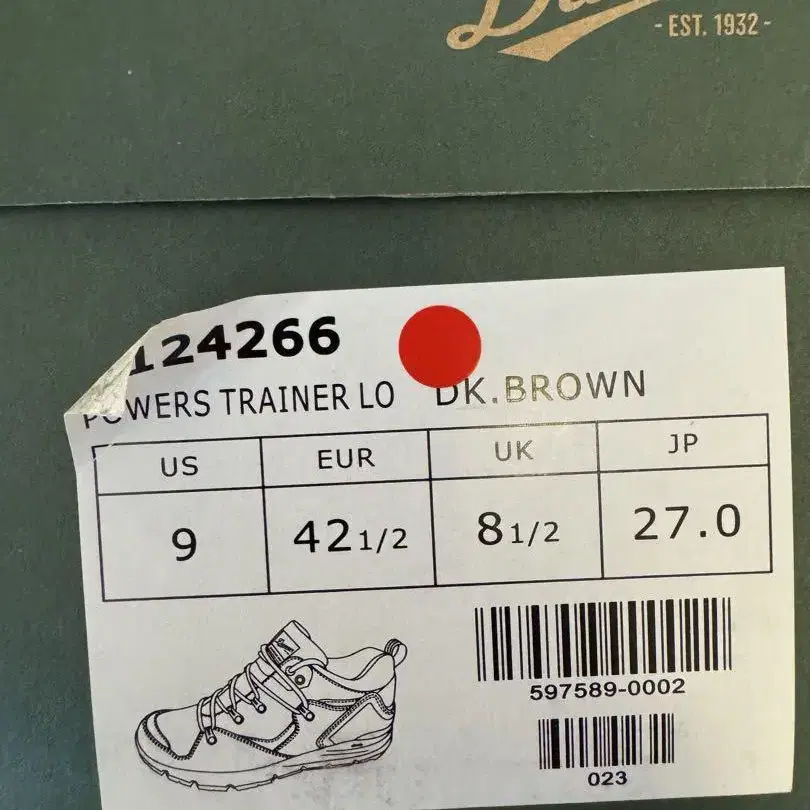 - EST. 1932 -
124266
POWERS TRAINER LO DK.BROWN
US EUR UK JP
9 42 1/2 8 1/2 27.0
597589-0002
023